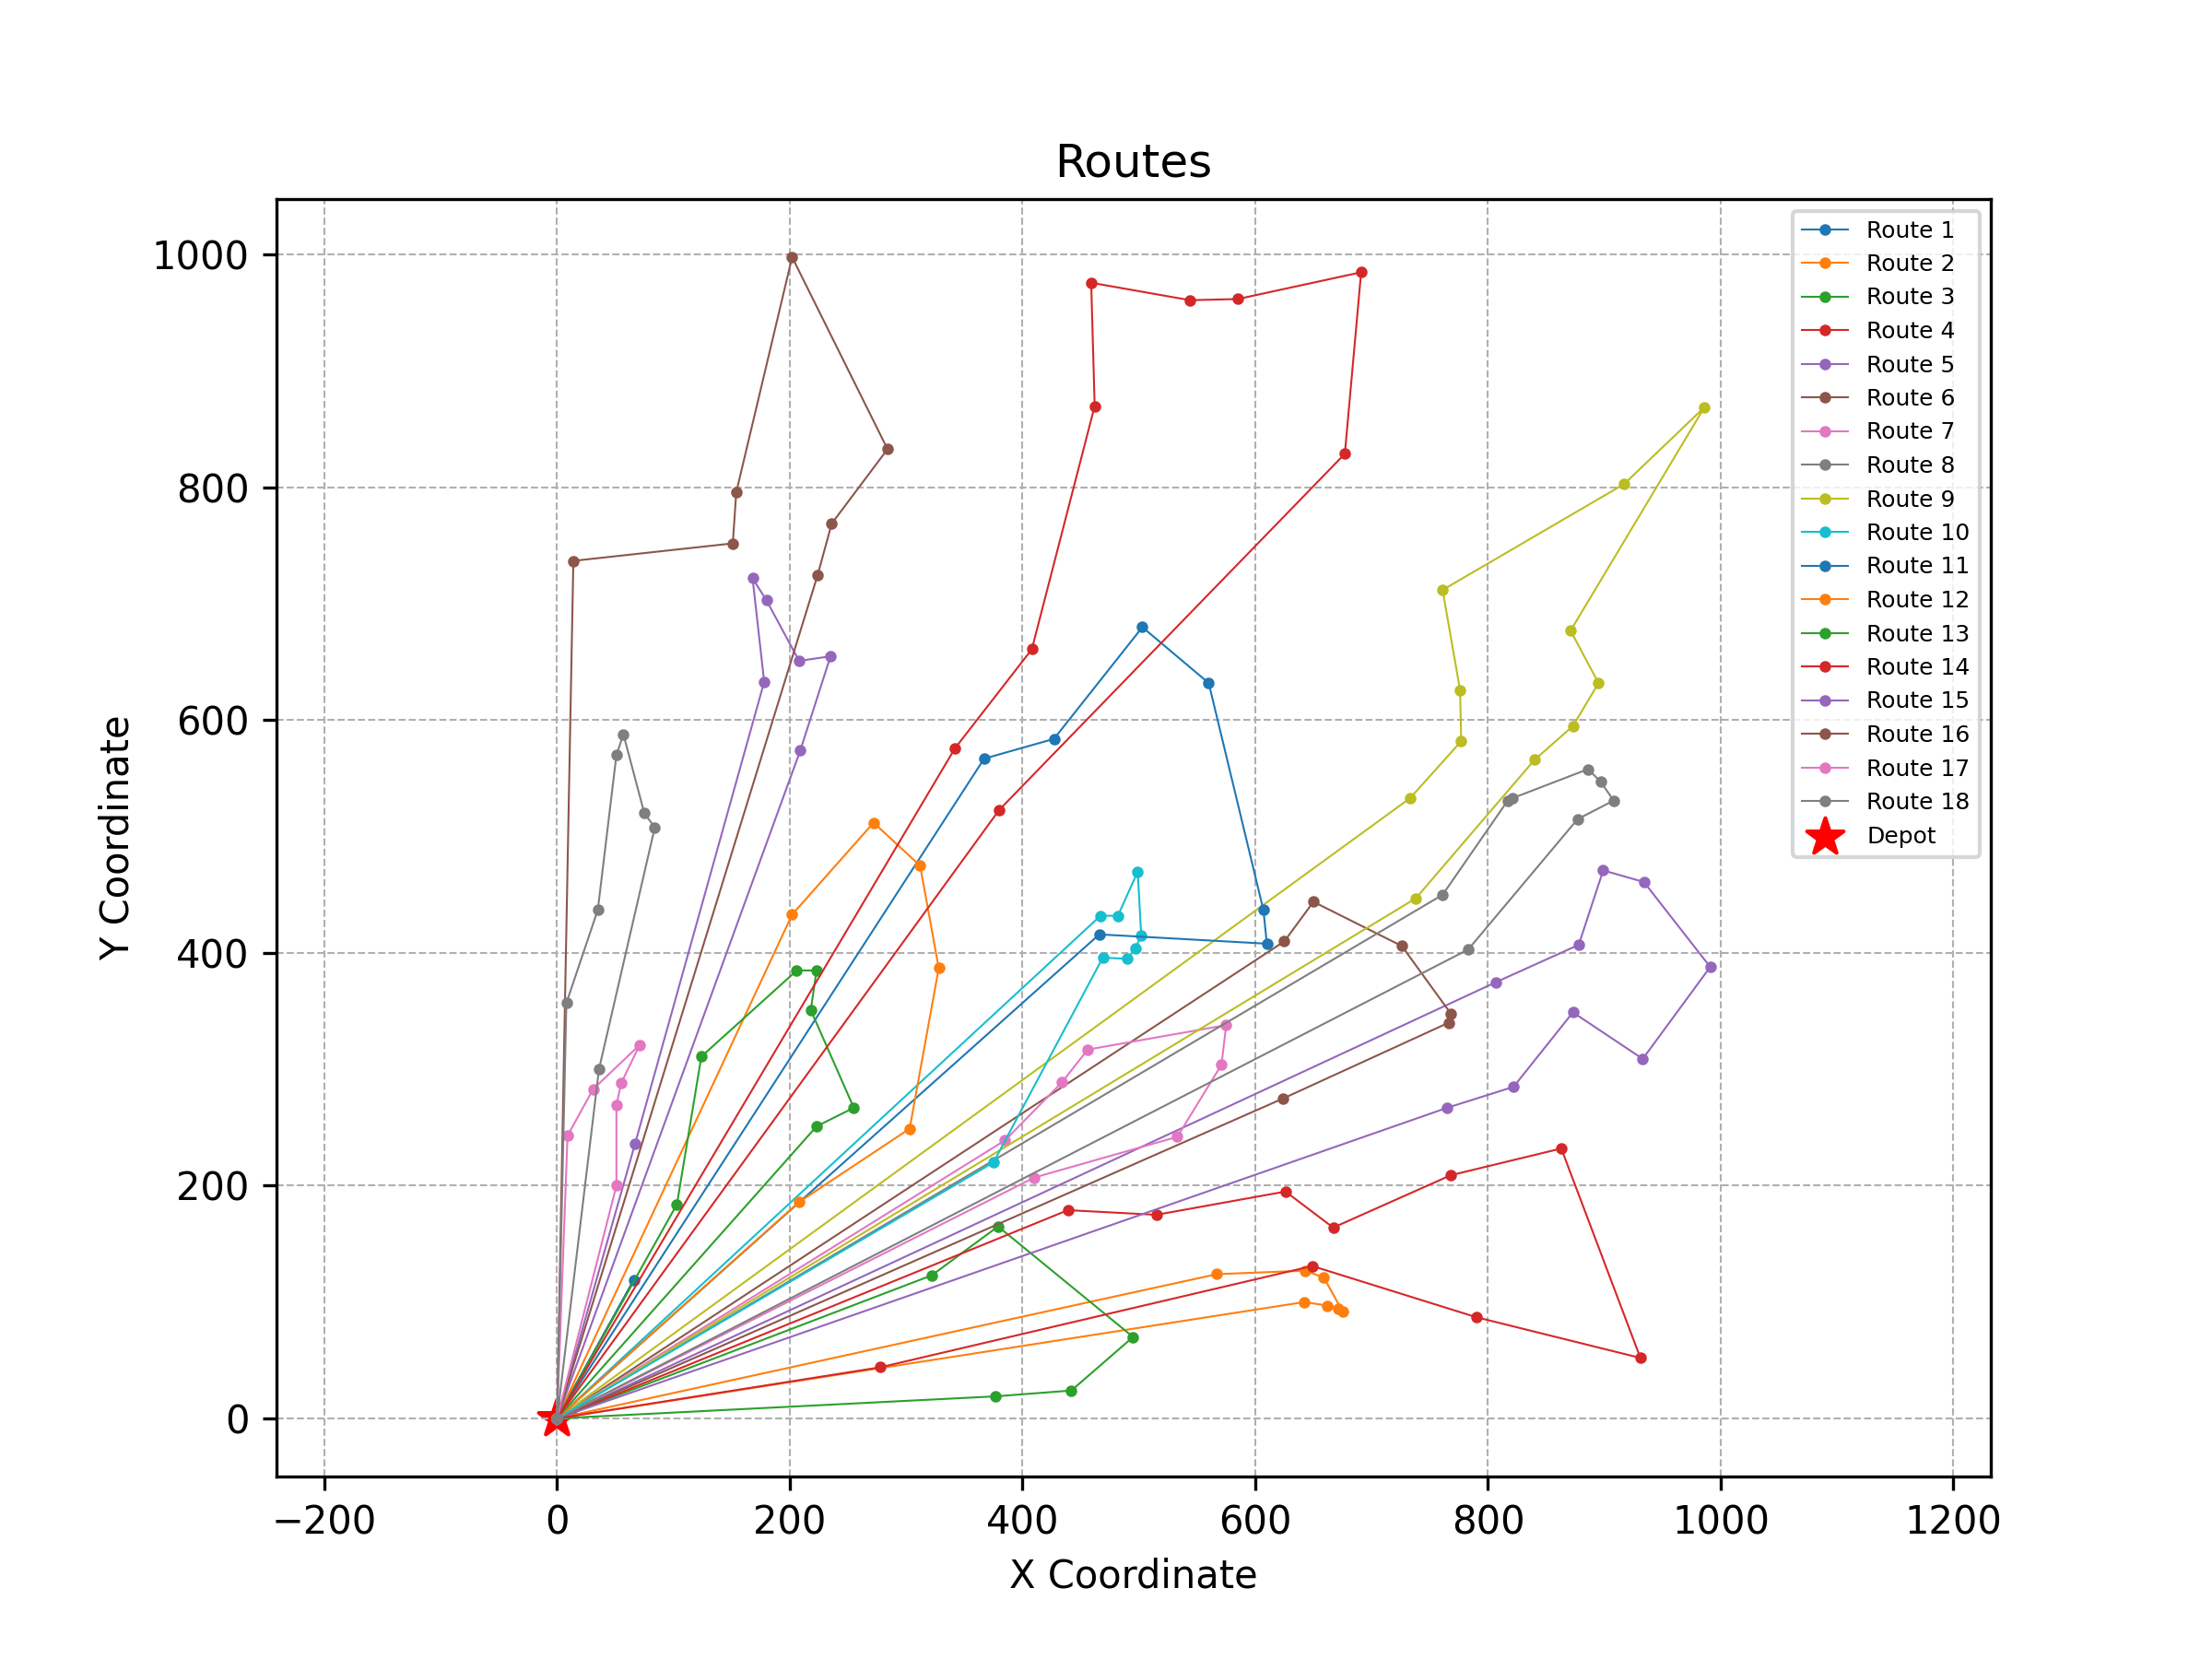 Routes
Route 1
Route 2
Route 3
Route 4
Route 5
Route 6
Route 7
Route 8
Route 9
Route 10
Route 11
Route 12
Route 13
Route 14
Route 15
Route 16
Route 17
Route 18
Depot
1000
800
600
400
200
0
Y Coordinate
−200
0
200
400
600
800
1000
1200
X Coordinate